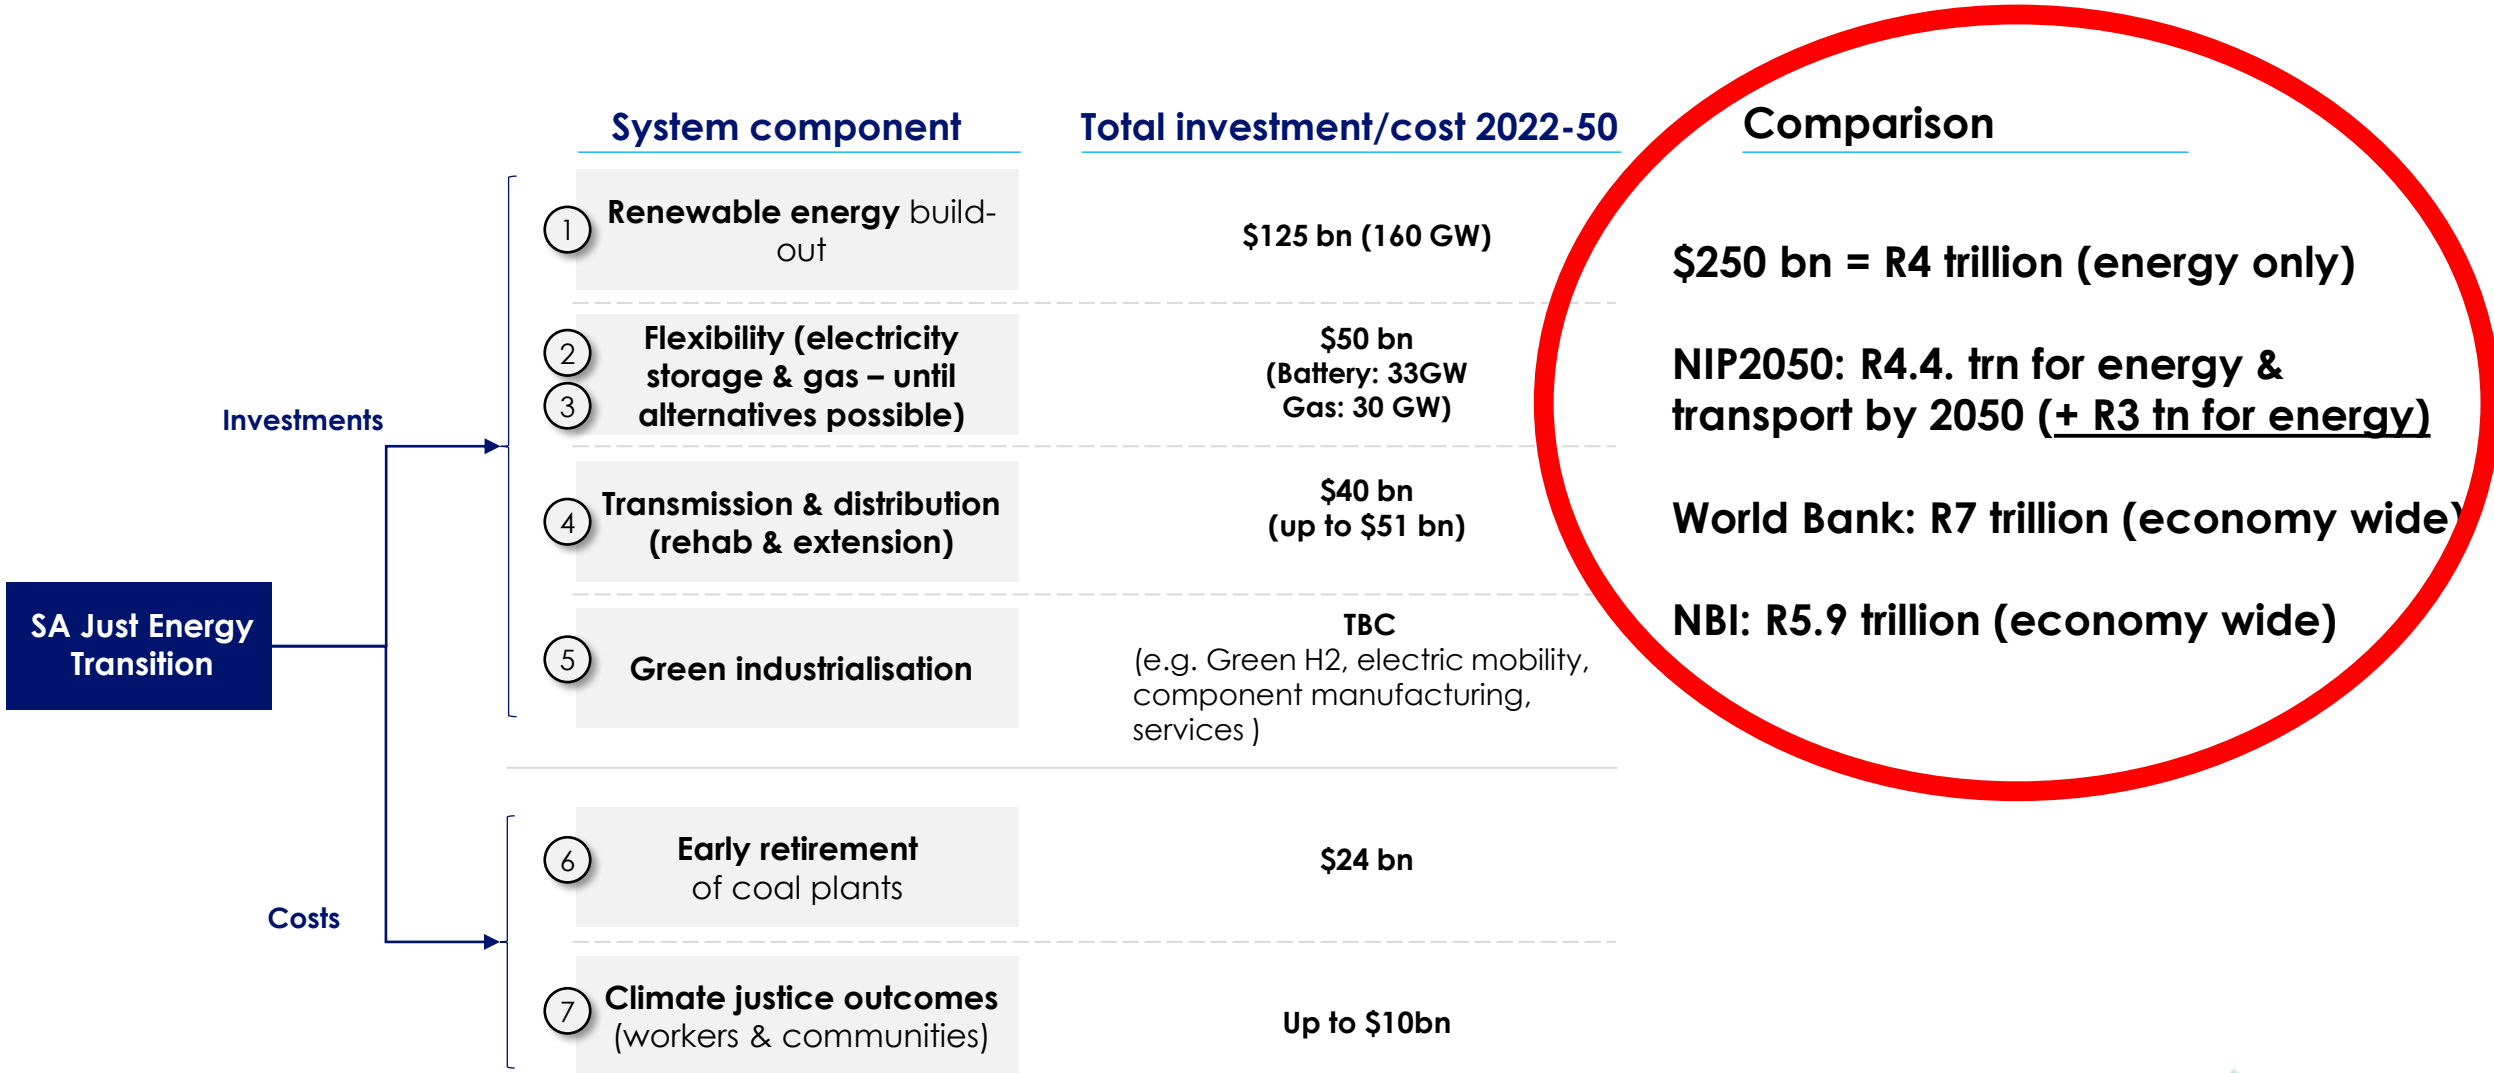 System component
Total investment/cost 2022-50
Comparison
1
Renewable energy build-
out
$125 bn (160 GW)
2
3
Flexibility (electricity
storage & gas – until
alternatives possible)
$50 bn
(Battery: 33GW
Gas: 30 GW)
Investments
4
Transmission & distribution
(rehab & extension)
$40 bn
(up to $51 bn)
SA Just Energy
Transition
5
Green industrialisation
TBC
(e.g. Green H2, electric mobility,
component manufacturing,
services )
Costs
6
Early retirement
of coal plants
$24 bn
7
Climate justice outcomes
(workers & communities)
Up to $10bn
$250 bn = R4 trillion (energy only)
NIP2050: R4.4. trn for energy &
transport by 2050 (+ R3 tn for energy)
World Bank: R7 trillion (economy wide)
NBI: R5.9 trillion (economy wide)